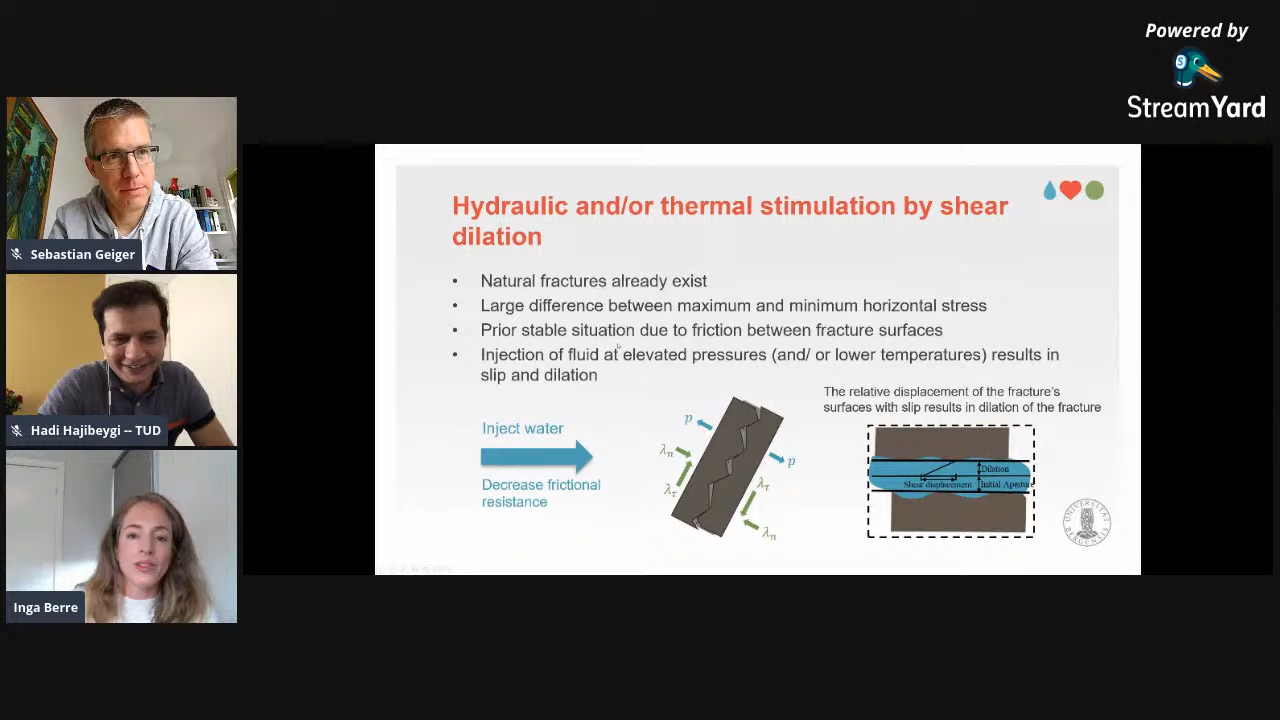 Powered by
StreamYard
Sebastian Geiger
Hadi Hajibeygi -- TUD
Inga Berre
Hydraulic and/or thermal stimulation by shear
dilation
• Natural fractures already exist
• Large difference between maximum and minimum horizontal stress
• Prior stable situation due to friction between fracture surfaces
• Injection of fluid at elevated pressures (and/ or lower temperatures) results in
slip and dilation
Inject water
Decrease frictional
resistance
p
λn
λτ
p
λτ
λn
The relative displacement of the fracture's
surfaces with slip results in dilation of the fracture
Dilation
Shear displacement
Initial Apertur
UNIVERSITAS
BERGENSIS